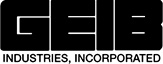 GEIB
INDUSTRIES, INCORPORATED